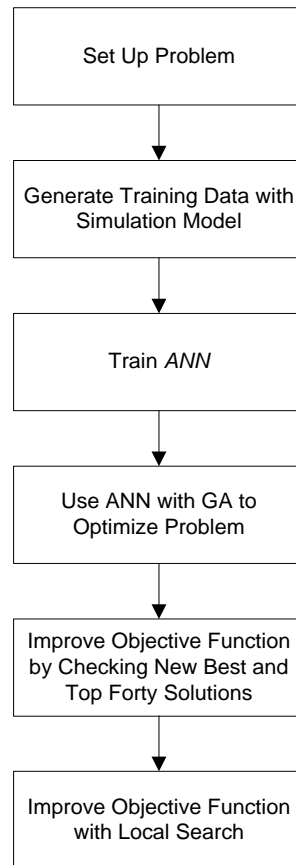 Set Up Problem
Generate Training Data with
Simulation Model
Train ANN
Use ANN with GA to
Optimize Problem
Improve Objective Function
by Checking New Best and
Top Forty Solutions
Improve Objective Function
with Local Search